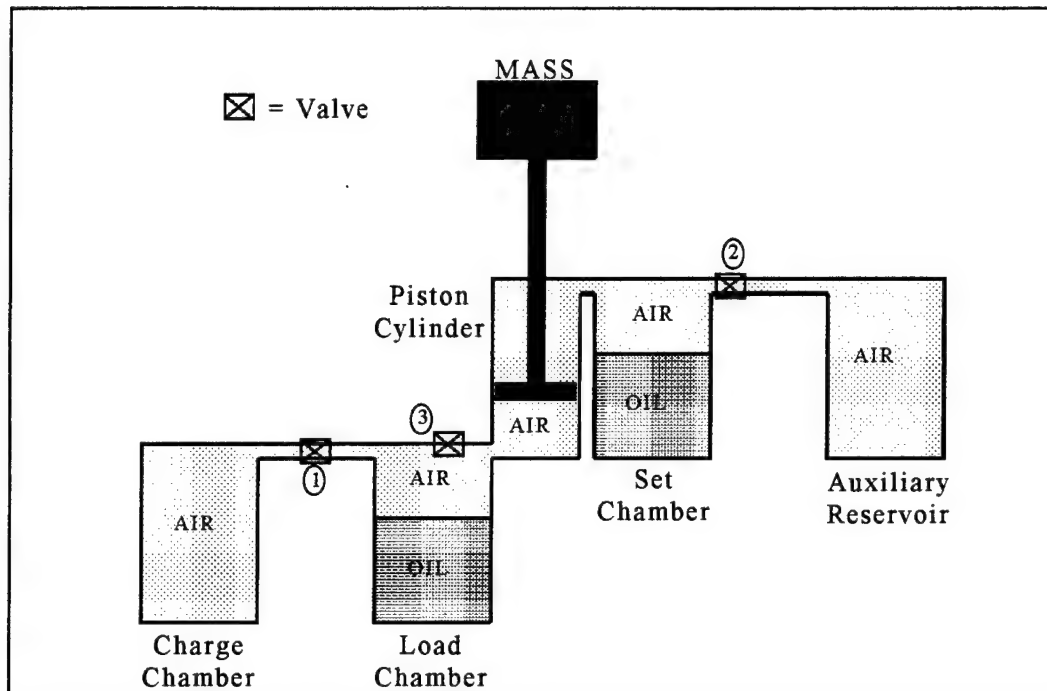 MASS
= Valve
②
Piston
Cylinder
AIR
AIR
OIL
③
AIR
①
AIR
AIR
OIL
Set
Chamber
Auxiliary
Reservoir
Charge
Chamber
Load
Chamber